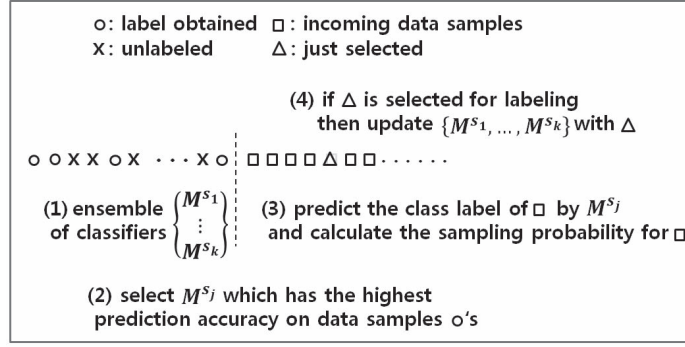 o: label obtained □: incoming data samples
x: unlabeled △: just selected
(4) if △ is selected for labeling
then update {M^{s_1}, ..., M^{s_k}} with △
o o x x o x ... x o □ □ □ □ △ □ □ ......
(1) ensemble of classifiers {M^{s_1} ⋮ M^{s_k}}
(3) predict the class label of □ by M^{s_j}
and calculate the sampling probability for □
(2) select M^{s_j} which has the highest
prediction accuracy on data samples o's